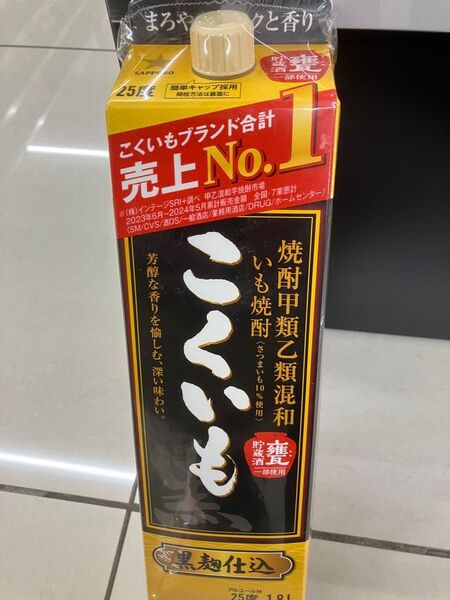 まろや
クと香り
SAPPORO
25度
簡単キャップ採用
開栓方法は裏面に
甕
貯蔵酒
一部使用
こくいもブランド合計
売上No.1
※(株)インテージSRI+調べ 甲乙混和芋焼酎市場
2023年6月〜2024年5月累計販売金額 全国・7業態計
(SM/CVS/酒DS/一般酒店/業務用酒店/DRUG/ホームセンター)
焼酎甲類乙類混和
いも焼酎(さつまいも10%使用)
こくいも
芳醇な香りを愉しむ、深い味わい。
甕
貯蔵酒
一部使用
黒
黒麹仕込
アルコール分
25度 1.8L